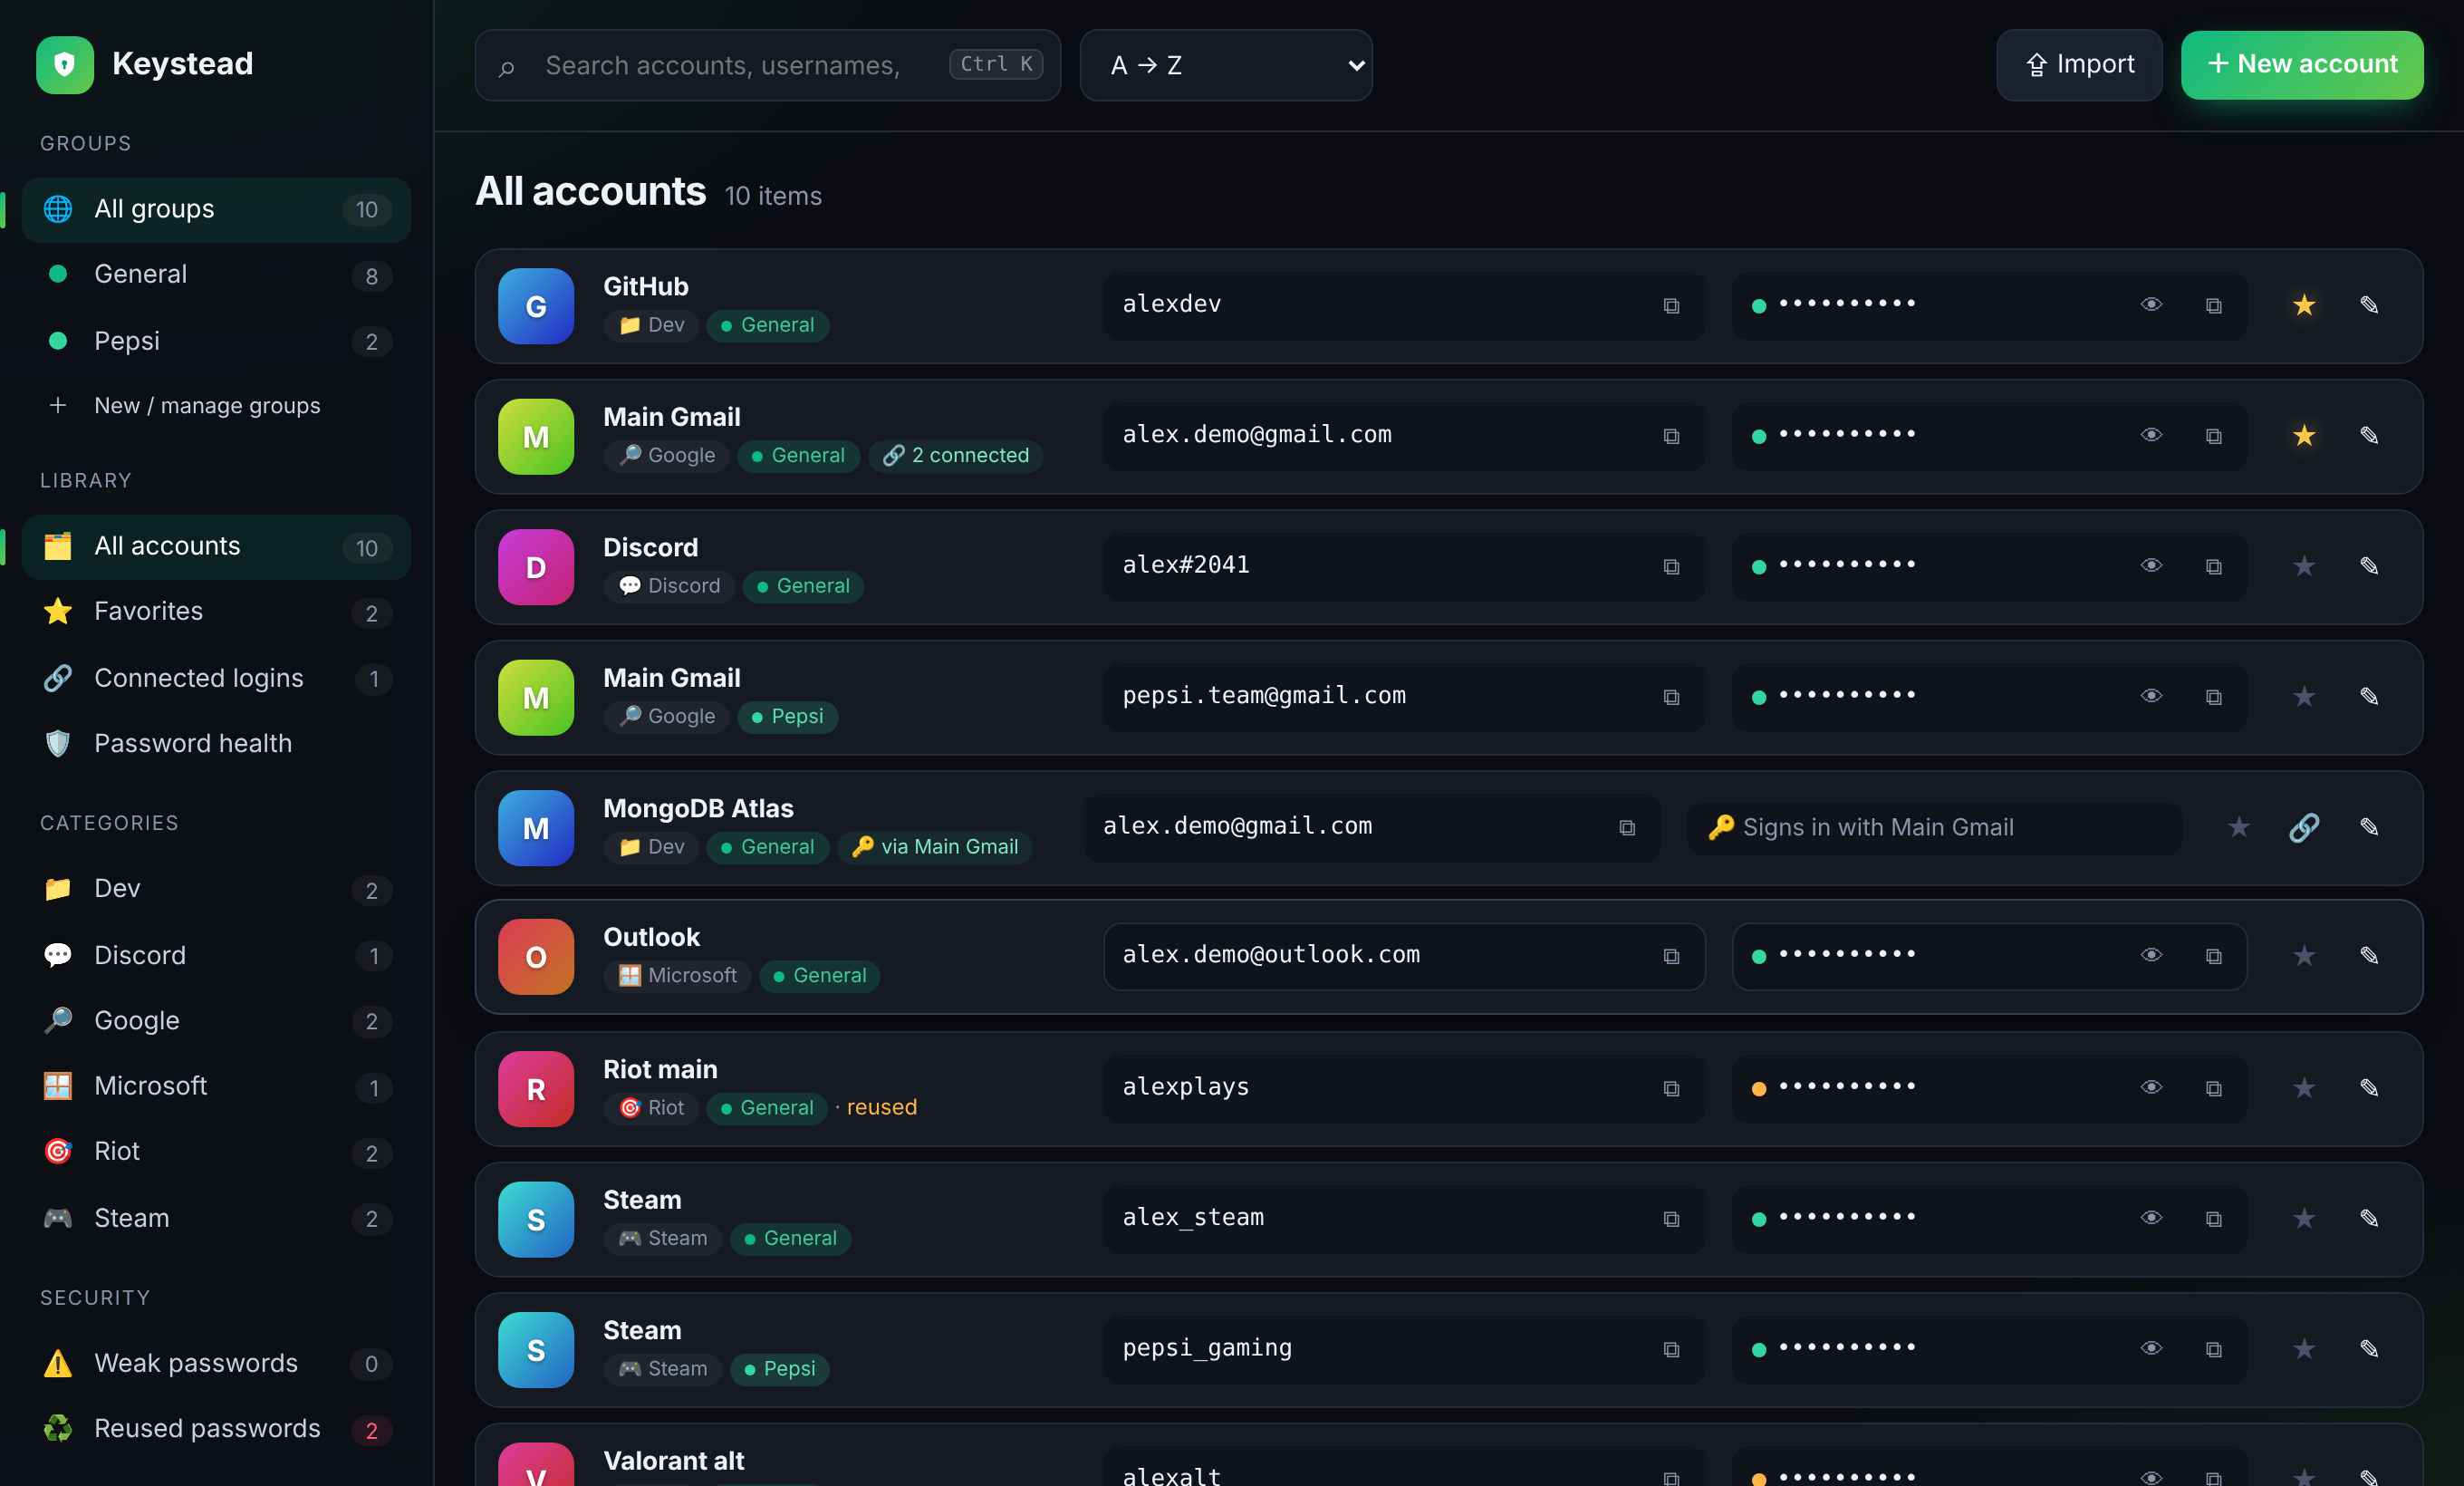 Keystead
GROUPS
All groups 10
General 8
Pepsi 2
+ New / manage groups
LIBRARY
All accounts 10
Favorites 2
Connected logins 1
Password health
CATEGORIES
Dev 2
Discord 1
Google 2
Microsoft 1
Riot 2
Steam 2
SECURITY
Weak passwords 0
Reused passwords 2
Search accounts, usernames, Ctrl K
A → Z
Import
+ New account
All accounts 10 items
G GitHub
Dev General
alexdev
••••••••••
M Main Gmail
Google General 2 connected
alex.demo@gmail.com
••••••••••
D Discord
Discord General
alex#2041
••••••••••
M Main Gmail
Google Pepsi
pepsi.team@gmail.com
••••••••••
M MongoDB Atlas
Dev General via Main Gmail
alex.demo@gmail.com
Signs in with Main Gmail
O Outlook
Microsoft General
alex.demo@outlook.com
••••••••••
R Riot main
Riot General · reused
alexplays
••••••••••
S Steam
Steam General
alex_steam
••••••••••
S Steam
Steam Pepsi
pepsi_gaming
••••••••••
V Valorant alt
alexalt
••••••••••